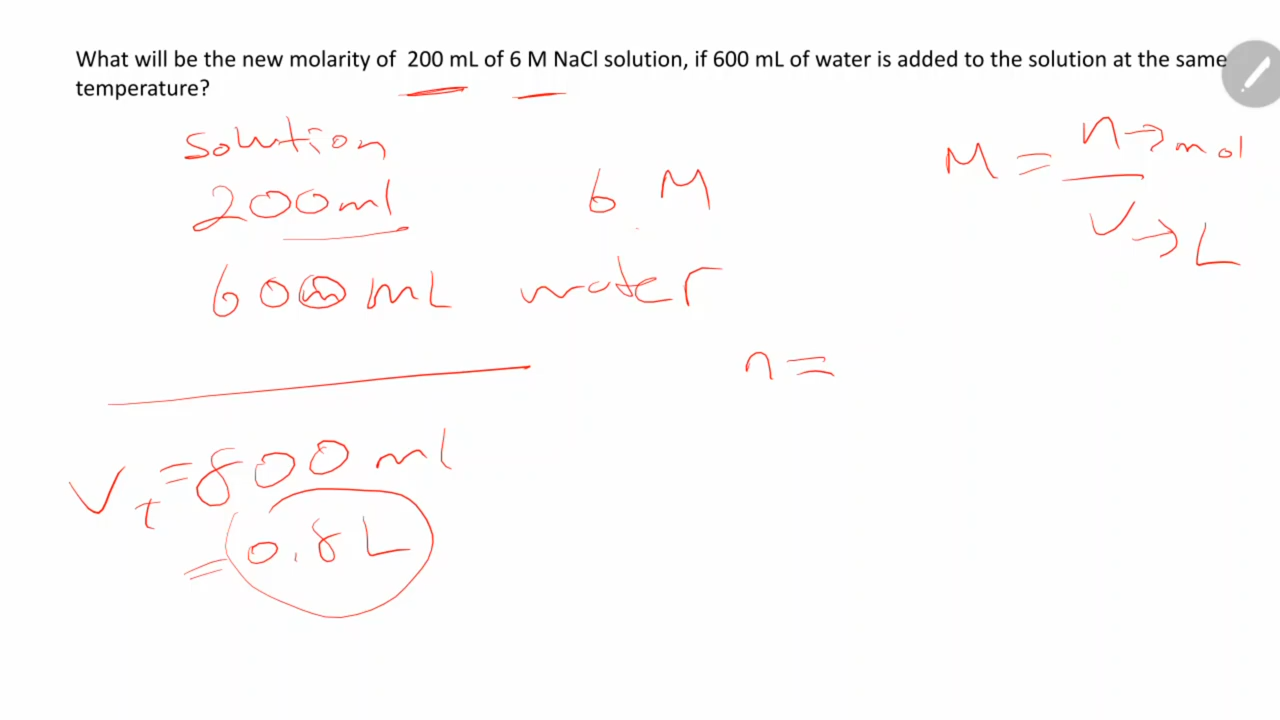 What will be the new molarity of 200 mL of 6 M NaCl solution, if 600 mL of water is added to the solution at the same
temperature?
solution
200ml 6 M
600 mL water
M = n → mol
V → L
n =
Vt = 800 ml
= 0.8 L